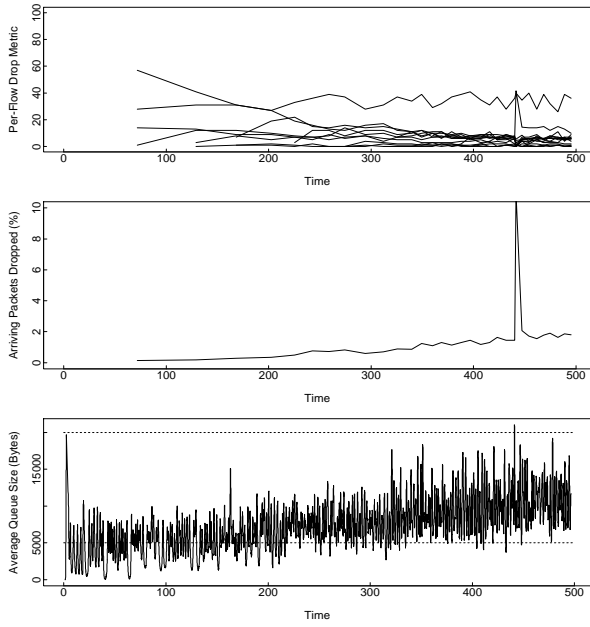 Per-Flow Drop Metric
100
80
60
40
20
0
0 100 200 300 400 500
Time
Arriving Packets Dropped (%)
10
8
6
4
2
0
0 100 200 300 400 500
Time
Average Queue Size (Bytes)
15000
5000
0
0 100 200 300 400 500
Time